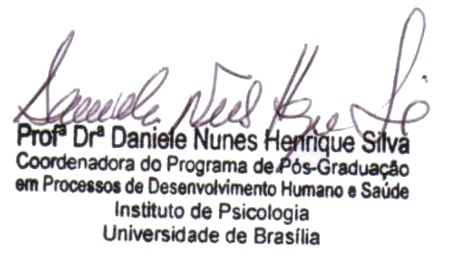 Profª Drª Daniele Nunes Henrique Silva
Coordenadora do Programa de Pós-Graduação
em Processos de Desenvolvimento Humano e Saúde
Instituto de Psicologia
Universidade de Brasília